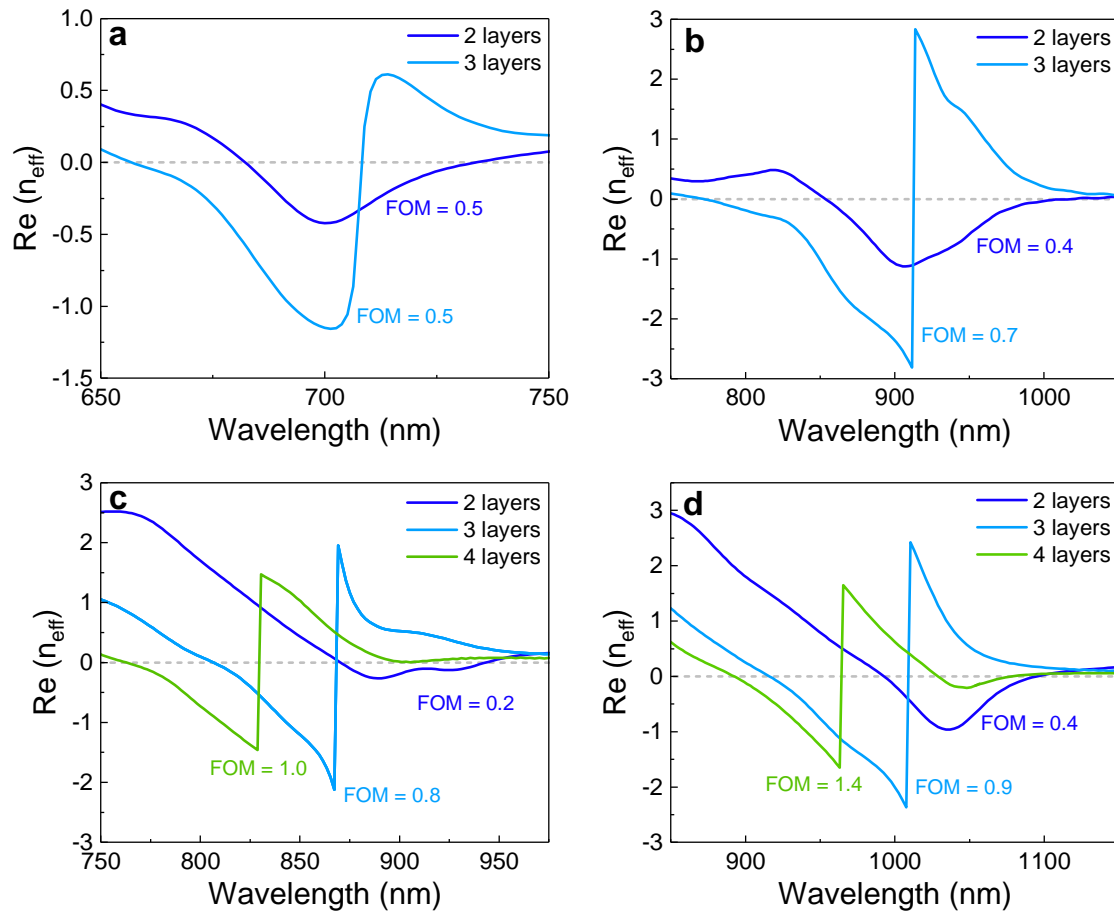 a
2 layers
3 layers
FOM = 0.5
FOM = 0.5
1.0
0.5
0.0
-0.5
-1.0
-1.5
650
700
750
Re (n_eff)
Wavelength (nm)
b
2 layers
3 layers
FOM = 0.4
FOM = 0.7
3
2
1
0
-1
-2
-3
800
900
1000
Re (n_eff)
Wavelength (nm)
c
2 layers
3 layers
4 layers
FOM = 0.2
FOM = 1.0
FOM = 0.8
3
2
1
0
-1
-2
-3
750
800
850
900
950
Re (n_eff)
Wavelength (nm)
d
2 layers
3 layers
4 layers
FOM = 0.4
FOM = 1.4
FOM = 0.9
3
2
1
0
-1
-2
-3
900
1000
1100
Re (n_eff)
Wavelength (nm)